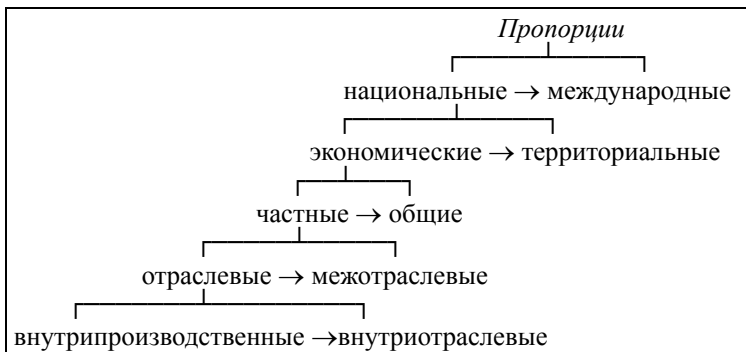 Пропорции
национальные → международные
экономические → территориальные
частные → общие
отраслевые → межотраслевые
внутрипроизводственные →внутриотраслевые